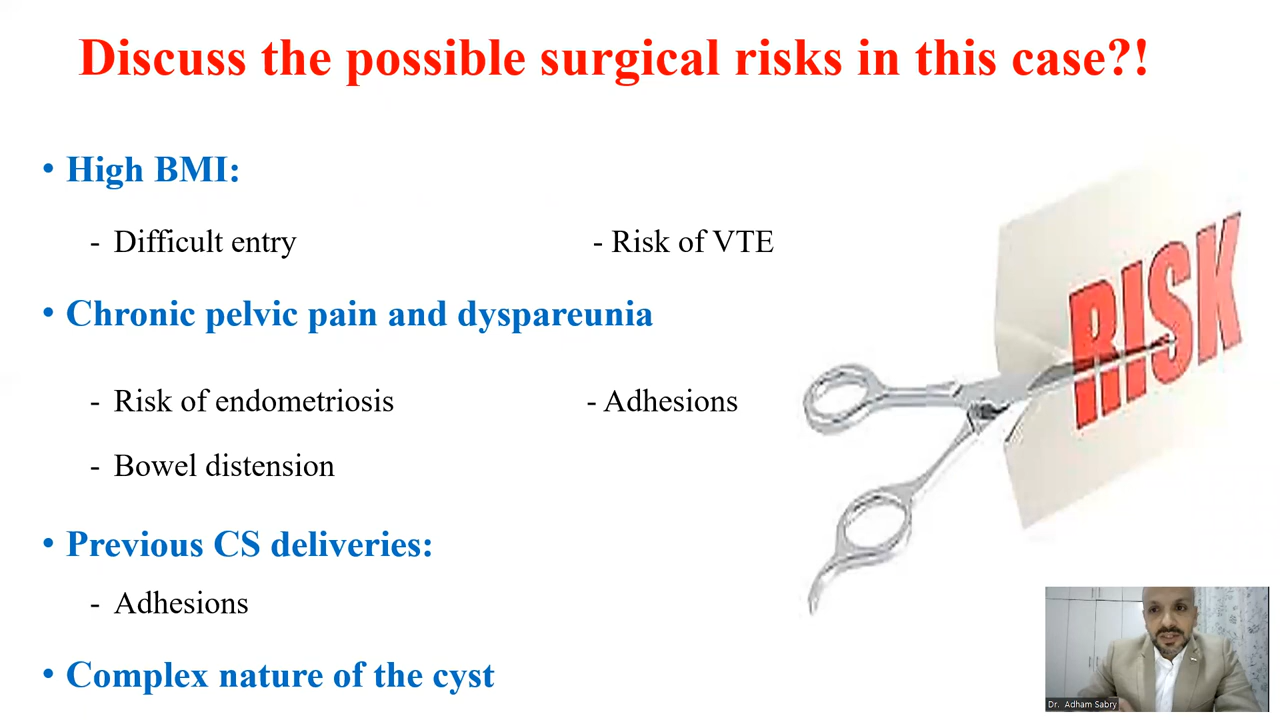 Discuss the possible surgical risks in this case?!
• High BMI:
- Difficult entry - Risk of VTE
• Chronic pelvic pain and dyspareunia
- Risk of endometriosis - Adhesions
- Bowel distension
• Previous CS deliveries:
- Adhesions
• Complex nature of the cyst
RISK
Dr. Adham Sabry